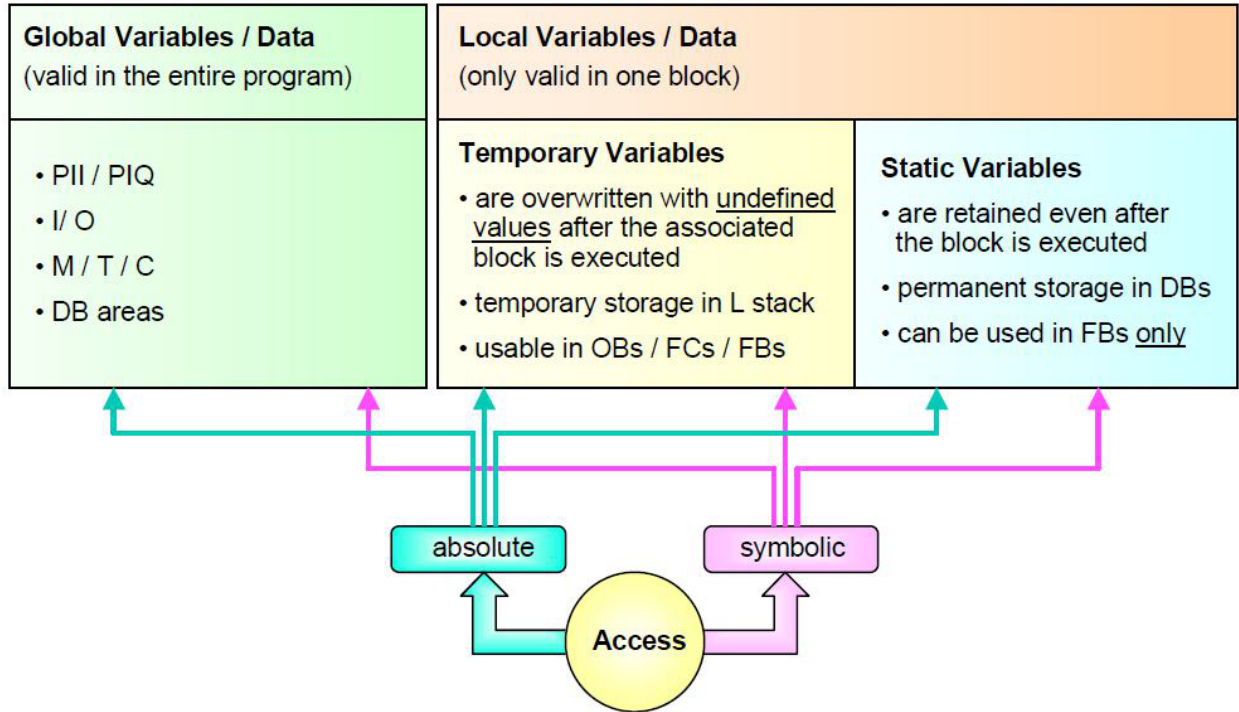 Global Variables / Data
(valid in the entire program)
• PII / PIQ
• I/ O
• M / T / C
• DB areas
Local Variables / Data
(only valid in one block)
Temporary Variables
• are overwritten with undefined
values after the associated
block is executed
• temporary storage in L stack
• usable in OBs / FCs / FBs
Static Variables
• are retained even after
the block is executed
• permanent storage in DBs
• can be used in FBs only
absolute
symbolic
Access